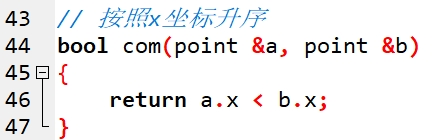 43 // 按照x坐标升序
44 bool com(point &a, point &b)
45 {
46 return a.x < b.x;
47 }